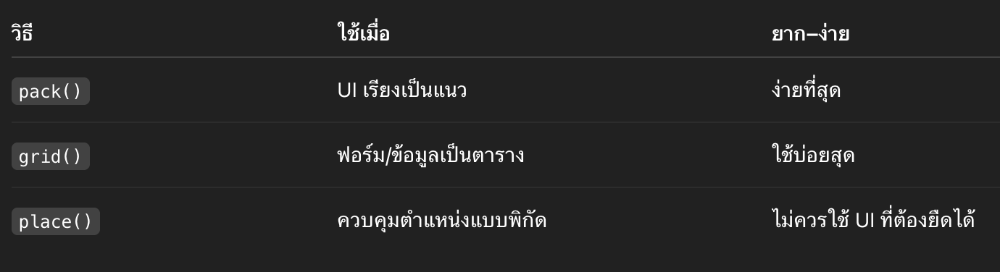 วิธี ใช้เมื่อ ยาก–ง่าย
pack() UI เรียงเป็นแนว ง่ายที่สุด
grid() ฟอร์ม/ข้อมูลเป็นตาราง ใช้บ่อยสุด
place() ควบคุมตำแหน่งแบบพิกัด ไม่ควรใช้ UI ที่ต้องยืดได้